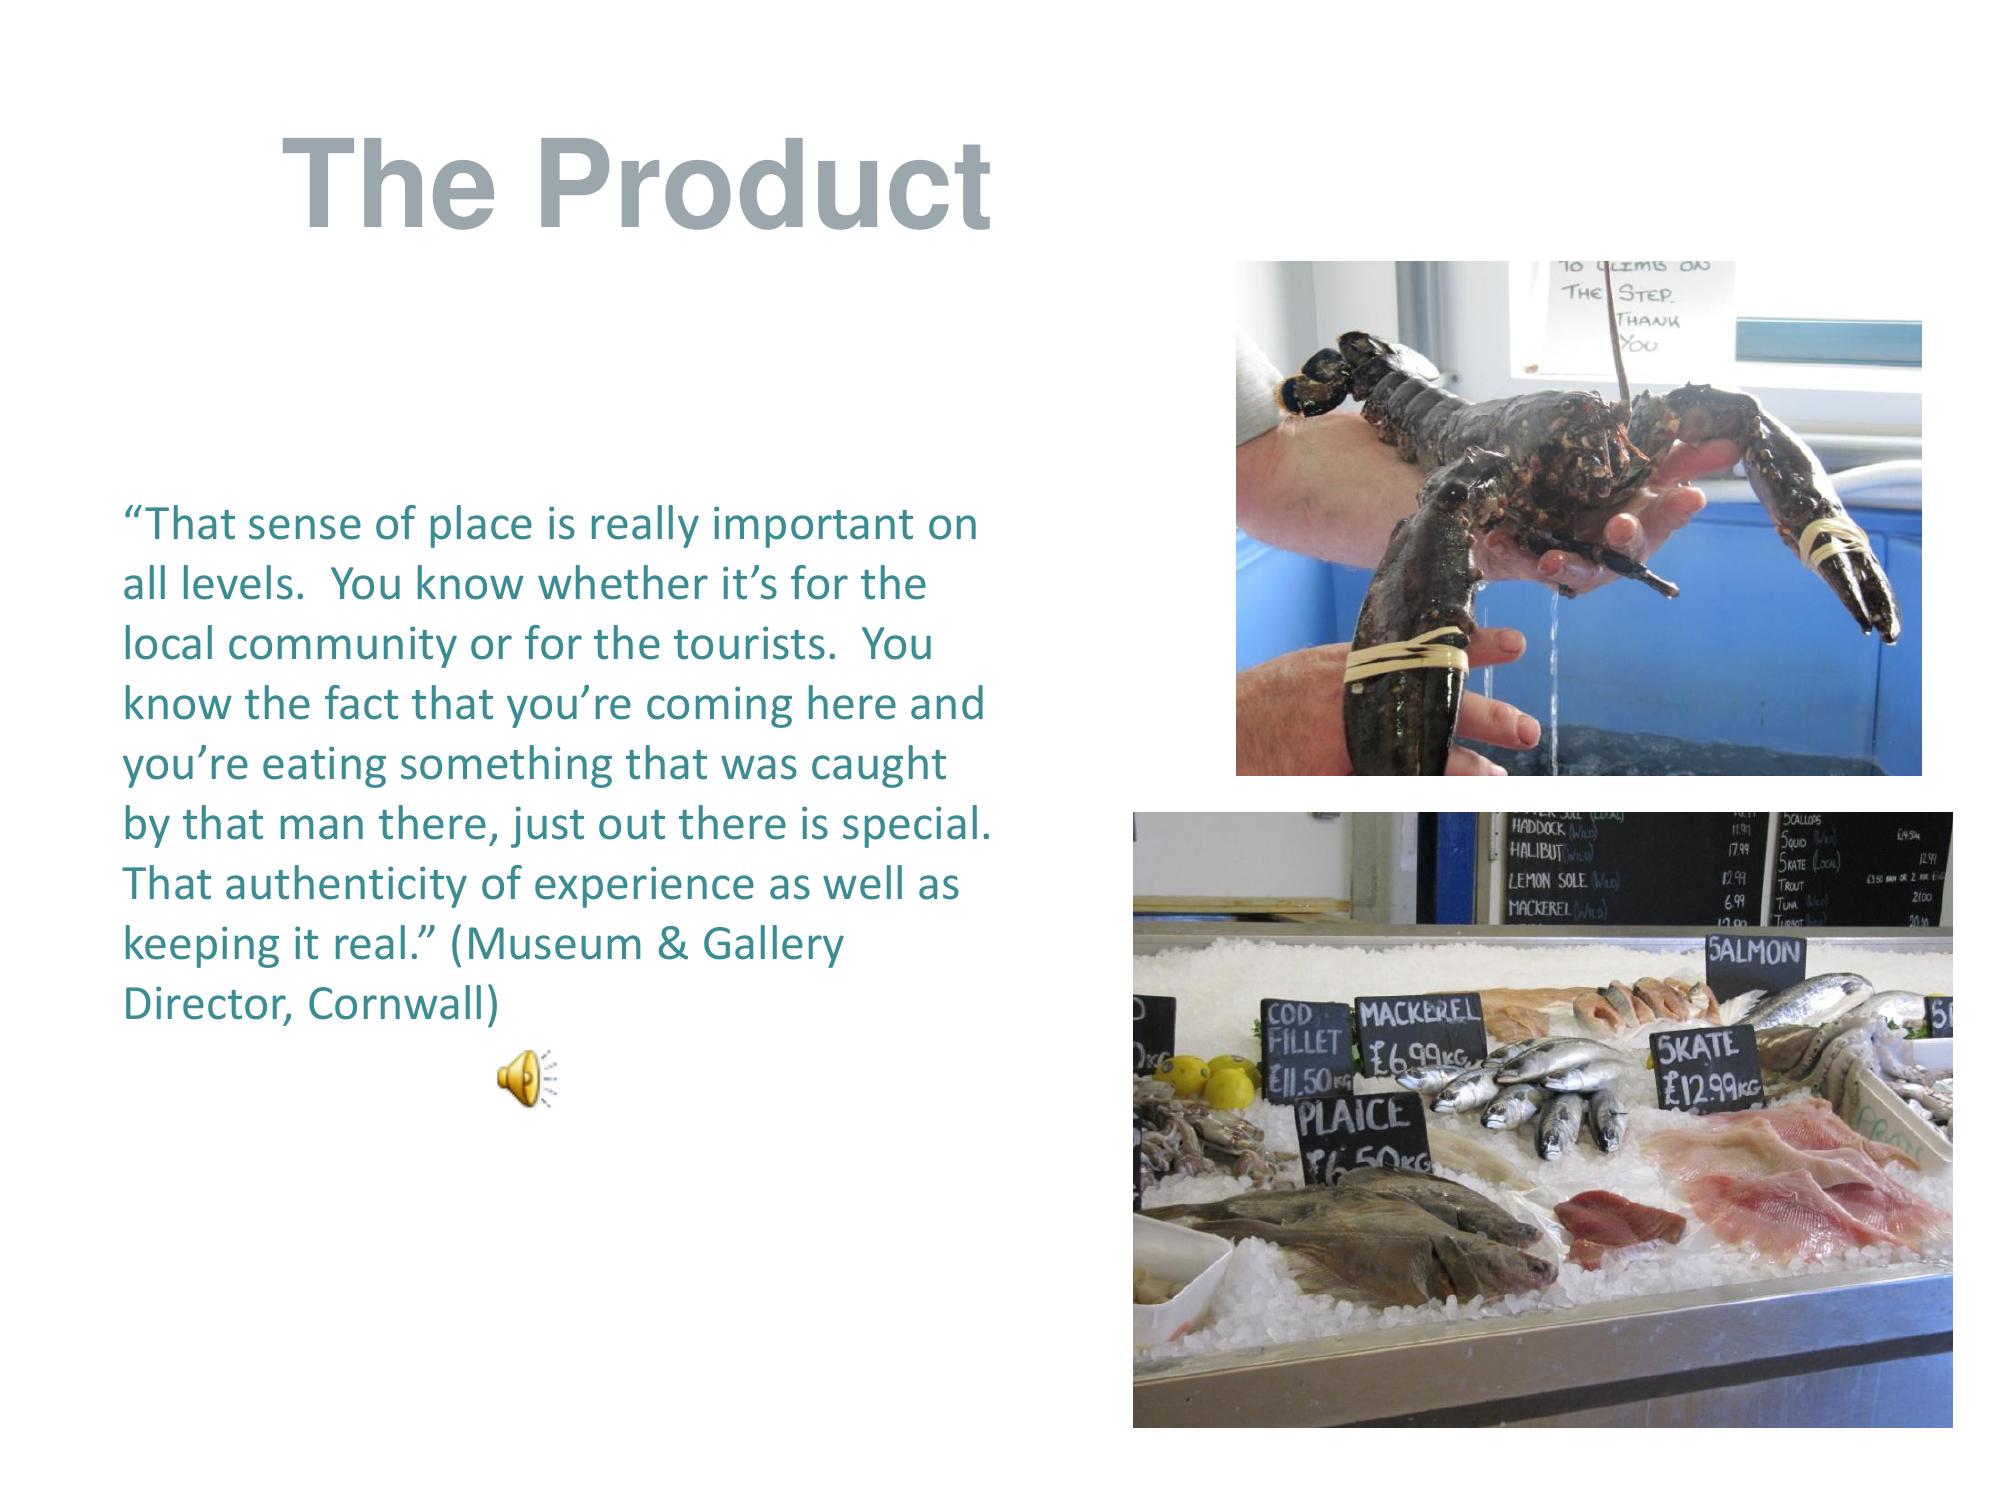 The Product
“That sense of place is really important on
all levels.  You know whether it’s for the
local community or for the tourists.  You
know the fact that you’re coming here and
you’re eating something that was caught
by that man there, just out there is special.
That authenticity of experience as well as
keeping it real.” (Museum & Gallery
Director, Cornwall)
TO CLIMB ON
THE STEP.
THANK
YOU
HADDOCK (WILD) 11.99
HALIBUT (WILD) 17.99
LEMON SOLE (WILD) 12.99
MACKEREL (WILD) 6.99
SCALLOPS
SQUID (WILD)
SKATE (LOCAL) 12.99
TROUT
TUNA (WILD) 21.00
TURBOT
SALMON
COD
FILLET
£11.50KG
MACKEREL
£6.99KG
SKATE
£12.99KG
PLAICE
£6.50KG